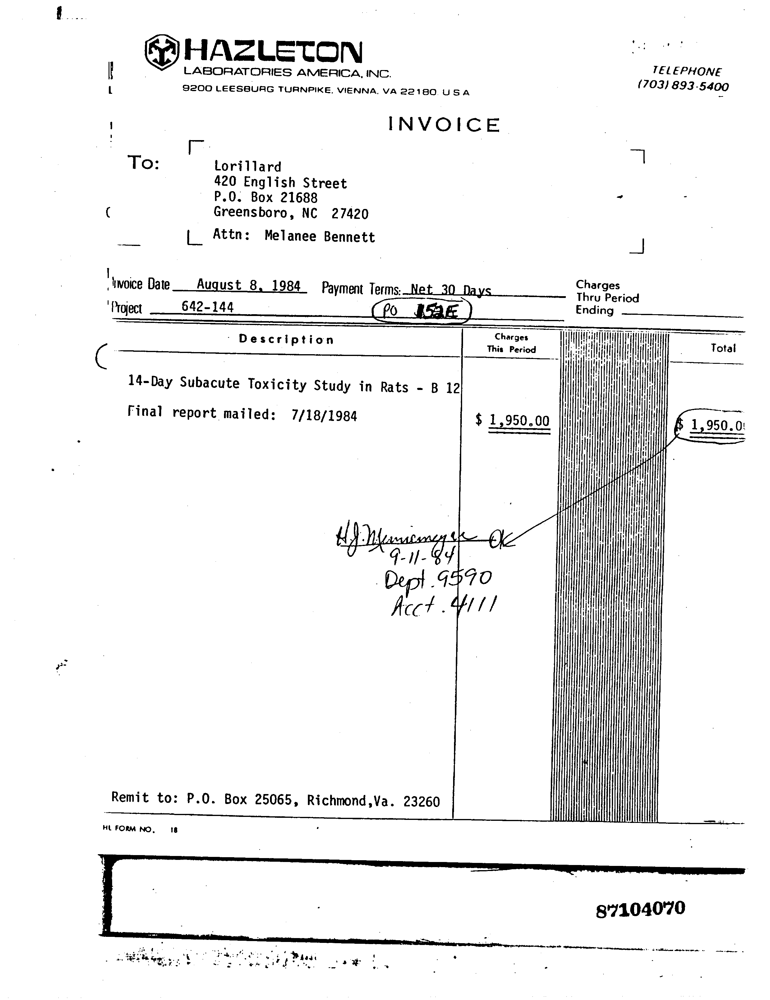 HAZLETON
LABORATORIES AMERICA, INC.
9200 LEESBURG TURNPIKE, VIENNA, VA 22180 U S A
TELEPHONE
(703) 893-5400
INVOICE
To:
Lorillard
420 English Street
P.O. Box 21688
Greensboro, NC 27420
Attn: Melanee Bennett
Invoice Date August 8, 1984 Payment Terms: Net 30 Days
Charges
Thru Period
Ending
Project 642-144
PO 152E
Description
Charges
This Period
Total
14-Day Subacute Toxicity Study in Rats - B 12
Final report mailed: 7/18/1984
$ 1,950.00
$ 1,950.0
OK
9-11-84
Dept. 9590
Acct. 4111
Remit to: P.O. Box 25065, Richmond,Va. 23260
HL FORM NO. 18
87104070